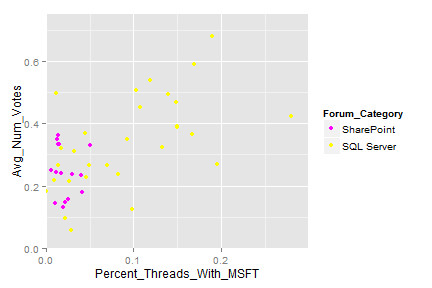 0.6
0.4
0.2
0.0
Avg_Num_Votes
0.0 0.1 0.2
Percent_Threads_With_MSFT
Forum_Category
SharePoint
SQL Server